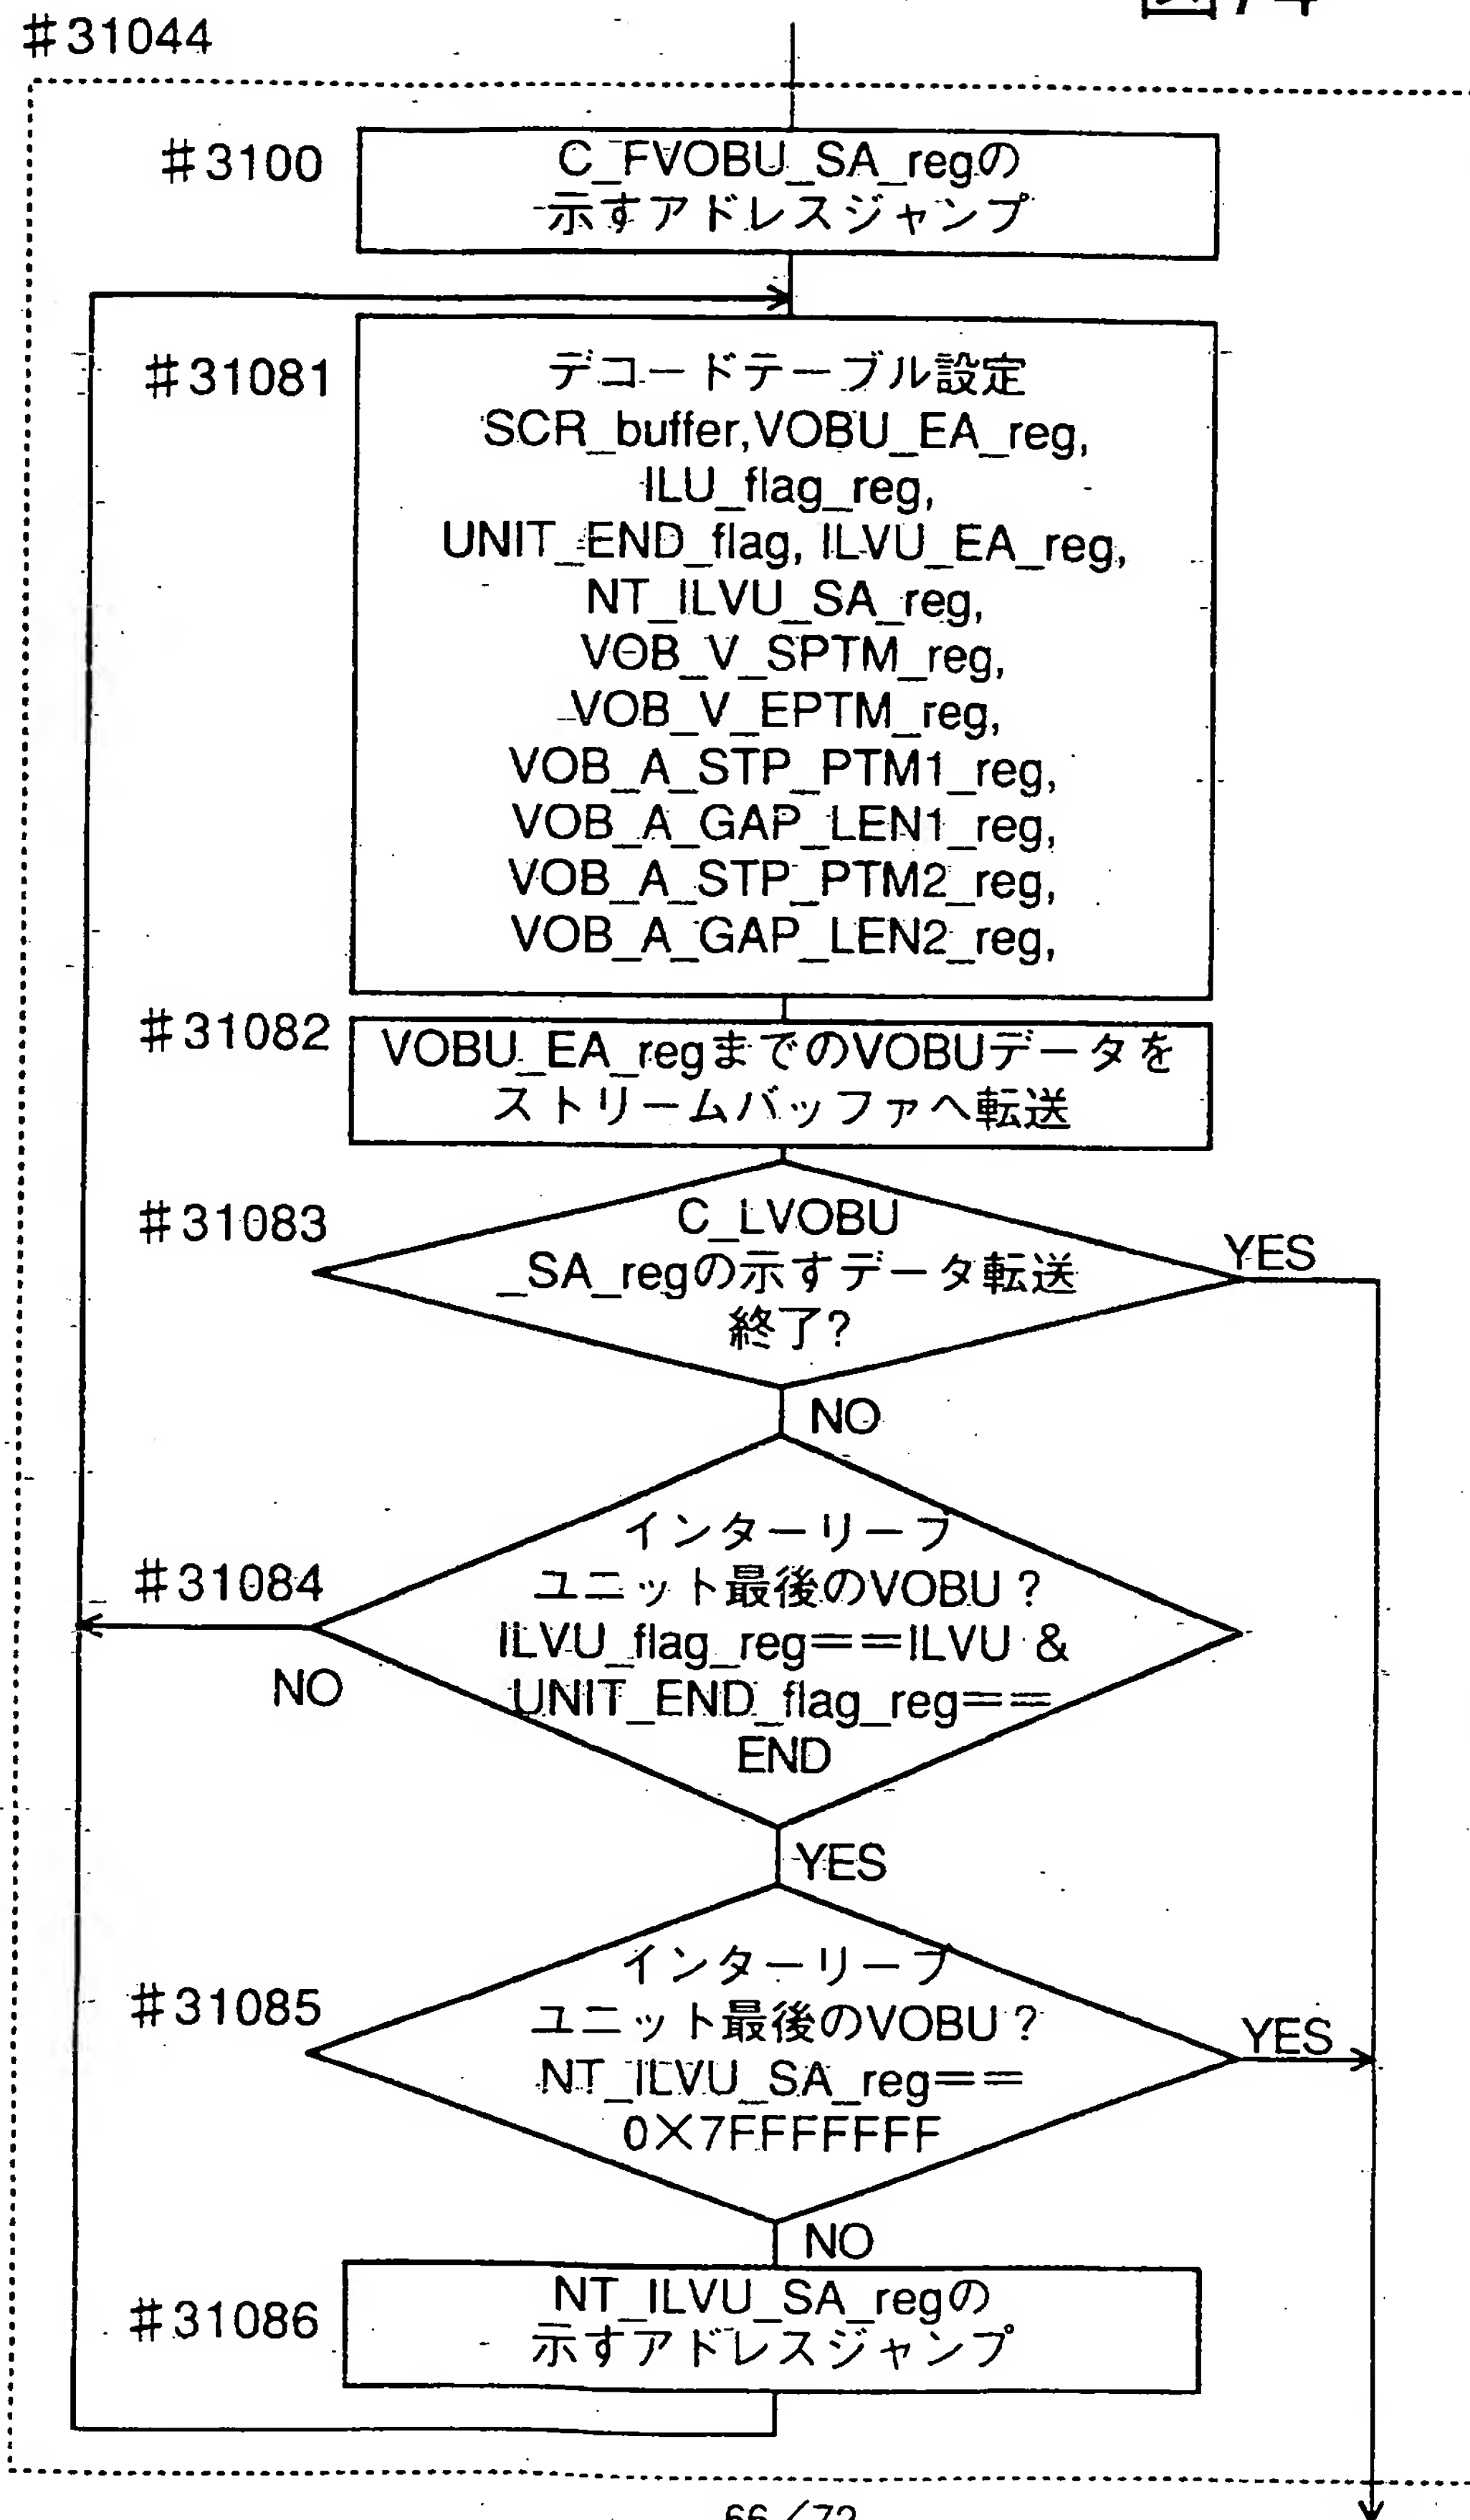 図74
#31044
#3100
C_FVOBU_SA_regの
示すアドレスジャンプ
#31081
デコードテーブル設定
SCR_buffer,VOBU_EA_reg,
ILU_flag_reg,
UNIT_END_flag, ILVU_EA_reg,
NT_ILVU_SA_reg,
VOB_V_SPTM_reg,
VOB_V_EPTM_reg,
VOB_A_STP_PTM1_reg,
VOB_A_GAP_LEN1_reg,
VOB_A_STP_PTM2_reg,
VOB_A_GAP_LEN2_reg,
#31082
VOBU_EA_regまでのVOBUデータを
ストリームバッファへ転送
#31083
C_LVOBU
_SA_regの示すデータ転送
終了?
YES
NO
#31084
インターリーブ
ユニット最後のVOBU?
ILVU_flag_reg==ILVU &
UNIT_END_flag_reg==
END
NO
YES
#31085
インターリーブ
ユニット最後のVOBU?
NT_ILVU_SA_reg==
0X7FFFFFFF
YES
NO
#31086
NT_ILVU_SA_regの
示すアドレスジャンプ
66/72